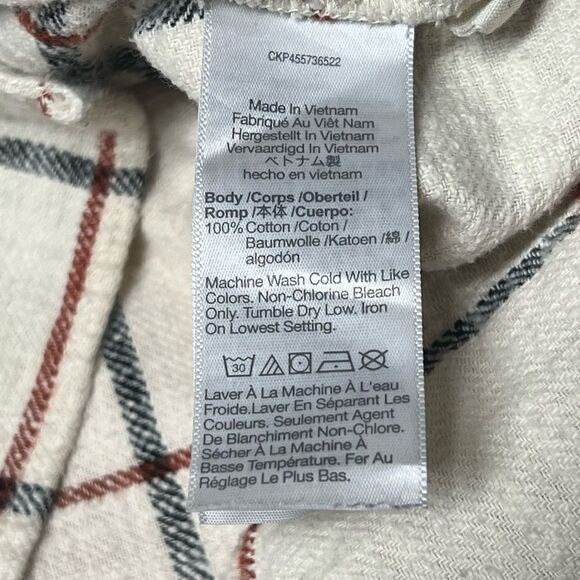 CKP455736522
Made In Vietnam
Fabriqué Au Viêt Nam
Hergestellt In Vietnam
Vervaardigd In Vietnam
ベトナム製
hecho en vietnam
Body /Corps /Oberteil /
Romp /本体 /Cuerpo:
100% Cotton /Coton /
Baumwolle /Katoen /綿 /
algodón
Machine Wash Cold With Like
Colors. Non-Chlorine Bleach
Only. Tumble Dry Low. Iron
On Lowest Setting.
30
Laver À La Machine À L'eau
Froide.Laver En Séparant Les
Couleurs. Seulement Agent
De Blanchiment Non-Chloré.
Sécher À La Machine À
Basse Température. Fer Au
Réglage Le Plus Bas.